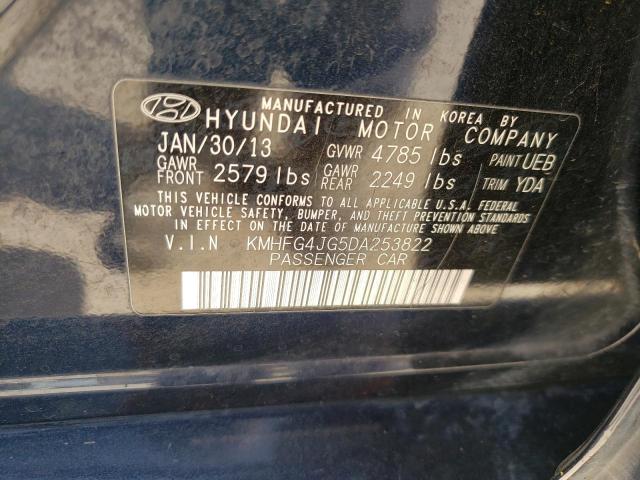 MANUFACTURED IN KOREA BY
HYUNDAI MOTOR COMPANY
JAN/30/13 GVWR 4785 lbs PAINT UEB
GAWR FRONT 2579 lbs GAWR REAR 2249 lbs TRIM YDA
THIS VEHICLE CONFORMS TO ALL APPLICABLE U.S.A. FEDERAL
MOTOR VEHICLE SAFETY, BUMPER, AND THEFT PREVENTION STANDARDS
IN EFFECT ON THE DATE OF MANUFACTURE SHOWN ABOVE.
V.I.N KMHFG4JG5DA253822
PASSENGER CAR